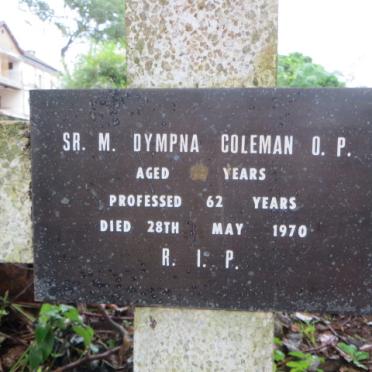 SR. M. DYMPNA COLEMAN O. P.
AGED YEARS
PROFESSED 62 YEARS
DIED 28TH MAY 1970
R. I. P.